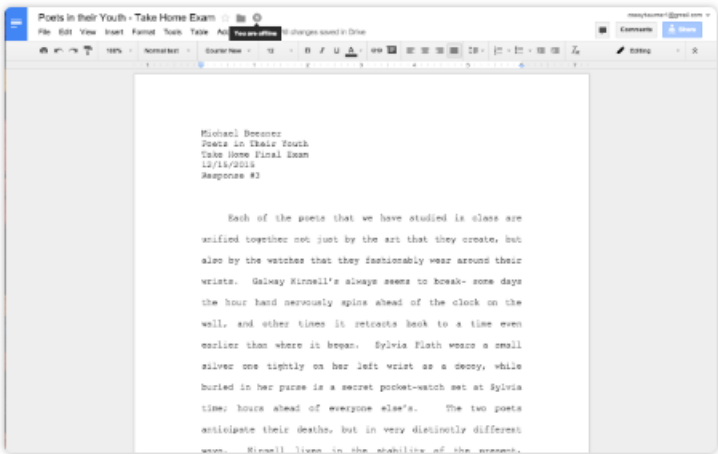 Poets in their Youth - Take Home Exam
File Edit View Insert Format Tools Table
You are offline
All changes saved in Drive
Comments
Share
100%
Normal text
Courier New
12
B I U A
Editing
Michael
Poets in Their Youth
Take Home Final Exam
12/15/2015
Response #3
Each of the poets that we have studied in class are
unified together not just by the art that they create, but
also by the watches that they fashionably wear around their
wrists. Galway Kinnell's always seems to break- some days
the hour hand nervously spins ahead of the clock on the
wall, and other times it retracts back to a time even
earlier than where it began. Sylvia Plath wears a small
silver one tightly on her left wrist as a decoy, while
buried in her purse is a secret pocket-watch set at Sylvia
time; hours ahead of everyone else's. The two poets
anticipate their deaths, but in very distinctly different
ways. Kinnell lives in the stability of the present,